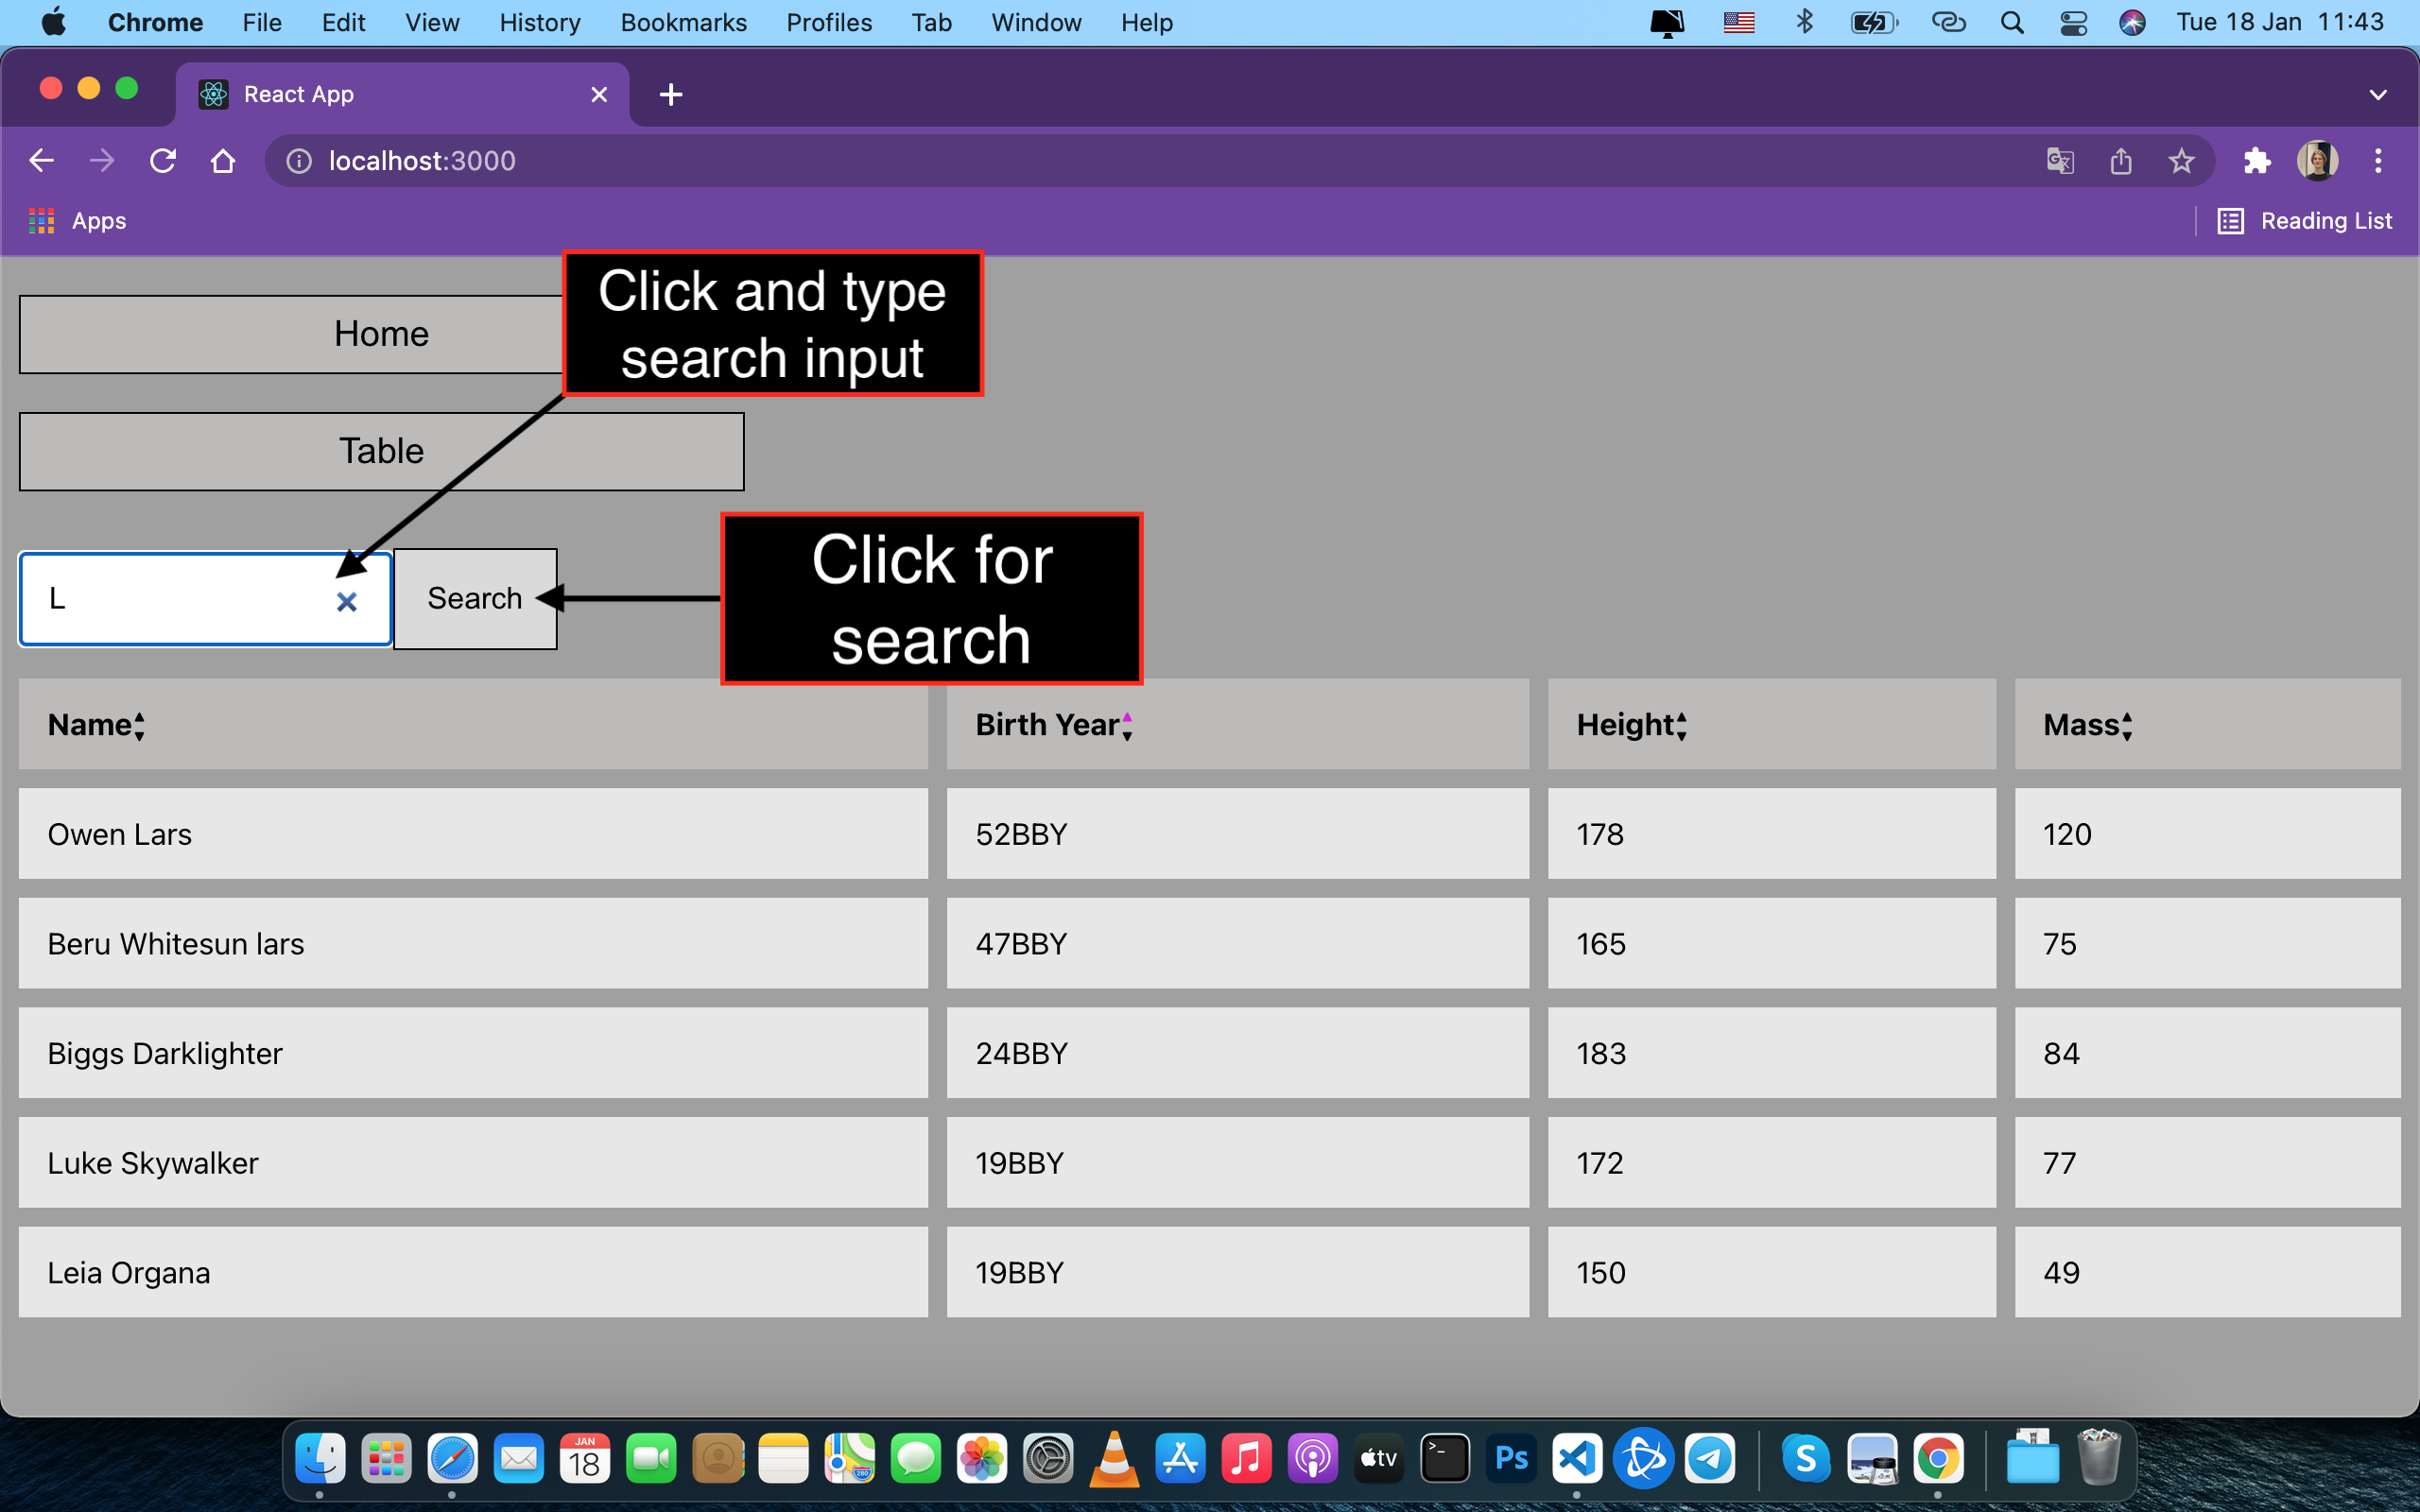 Chrome File Edit View History Bookmarks Profiles Tab Window Help Tue 18 Jan 11:43
React App
localhost:3000
Apps Reading List
Click and type
search input
Home
Table
Click for
search
L Search
Name Birth Year Height Mass
Owen Lars 52BBY 178 120
Beru Whitesun lars 47BBY 165 75
Biggs Darklighter 24BBY 183 84
Luke Skywalker 19BBY 172 77
Leia Organa 19BBY 150 49
JAN
18
280
tv
>_
Ps
S